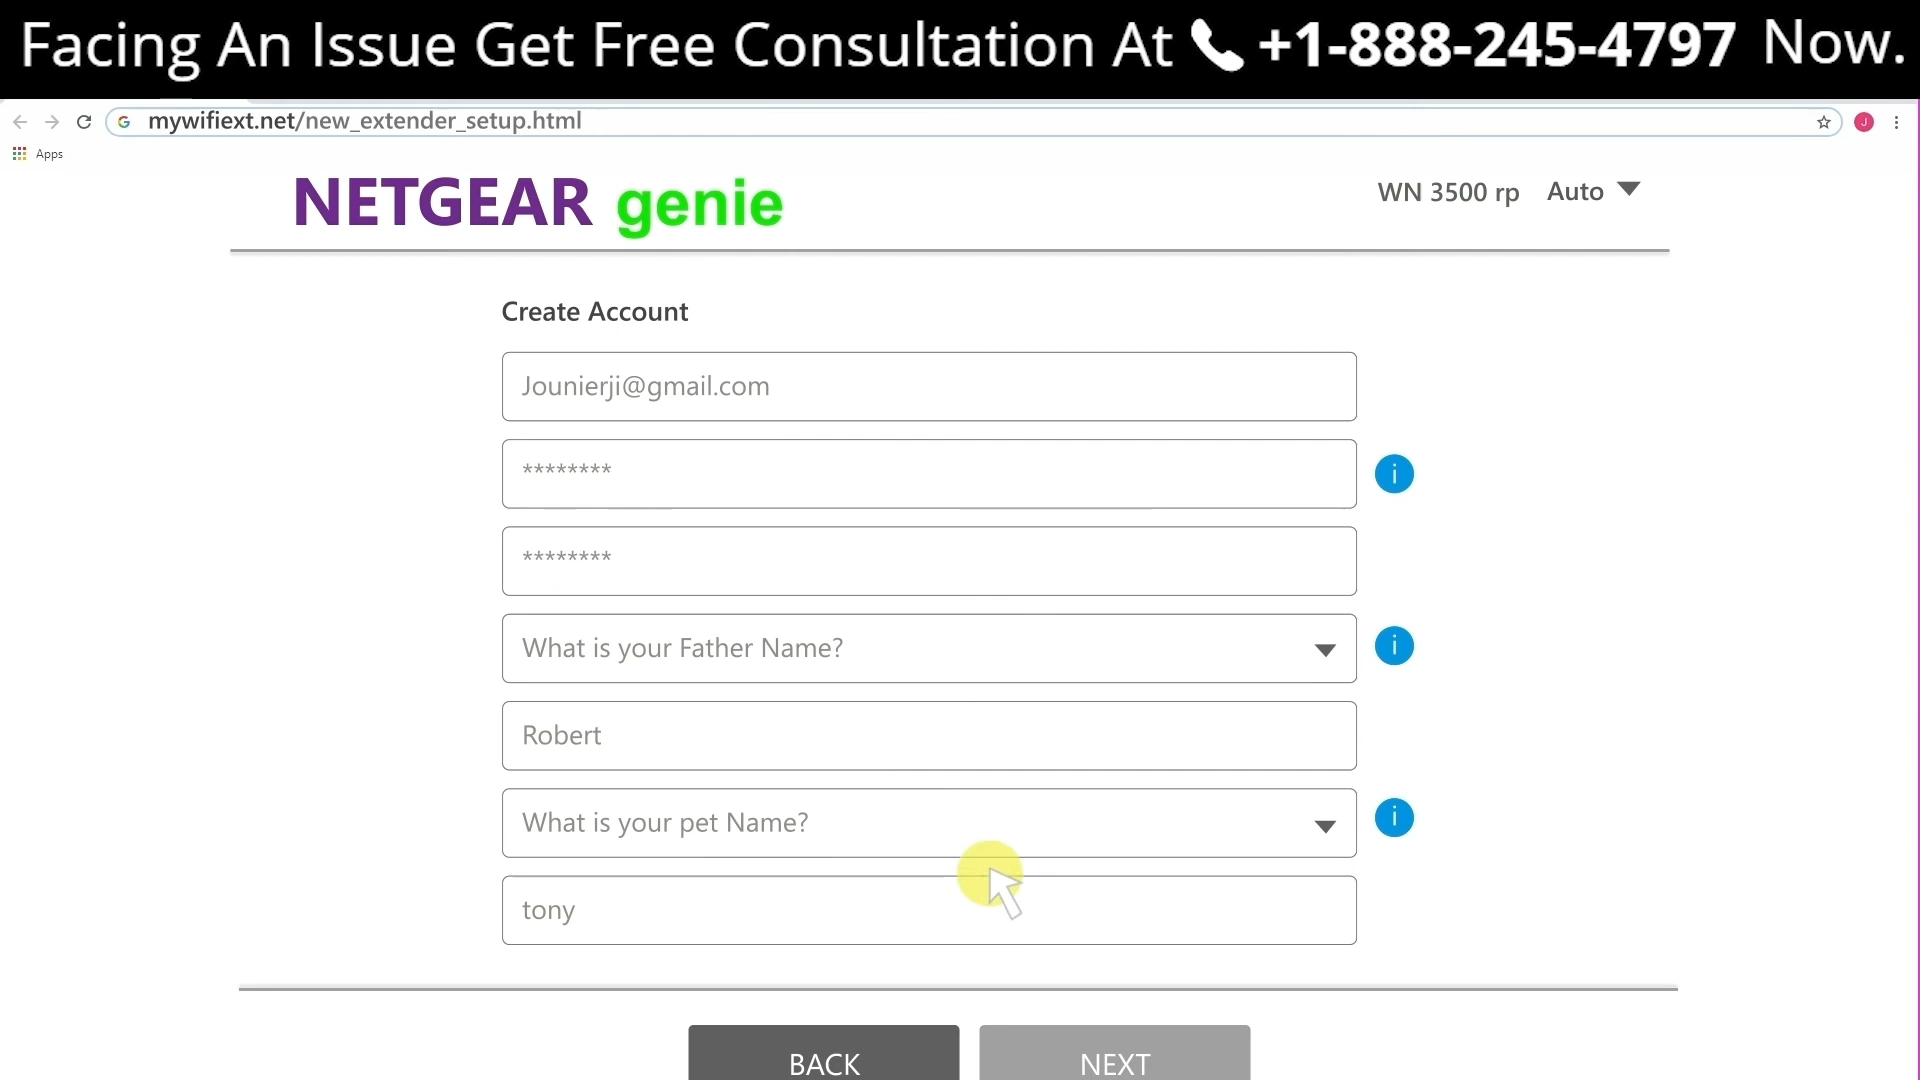 Facing An Issue Get Free Consultation At +1-888-245-4797 Now.
mywifiext.net/new_extender_setup.html
J
Apps
NETGEAR genie
WN 3500 rp Auto
Create Account
Jounierji@gmail.com
********
i
********
What is your Father Name?
i
Robert
What is your pet Name?
i
tony
BACK NEXT